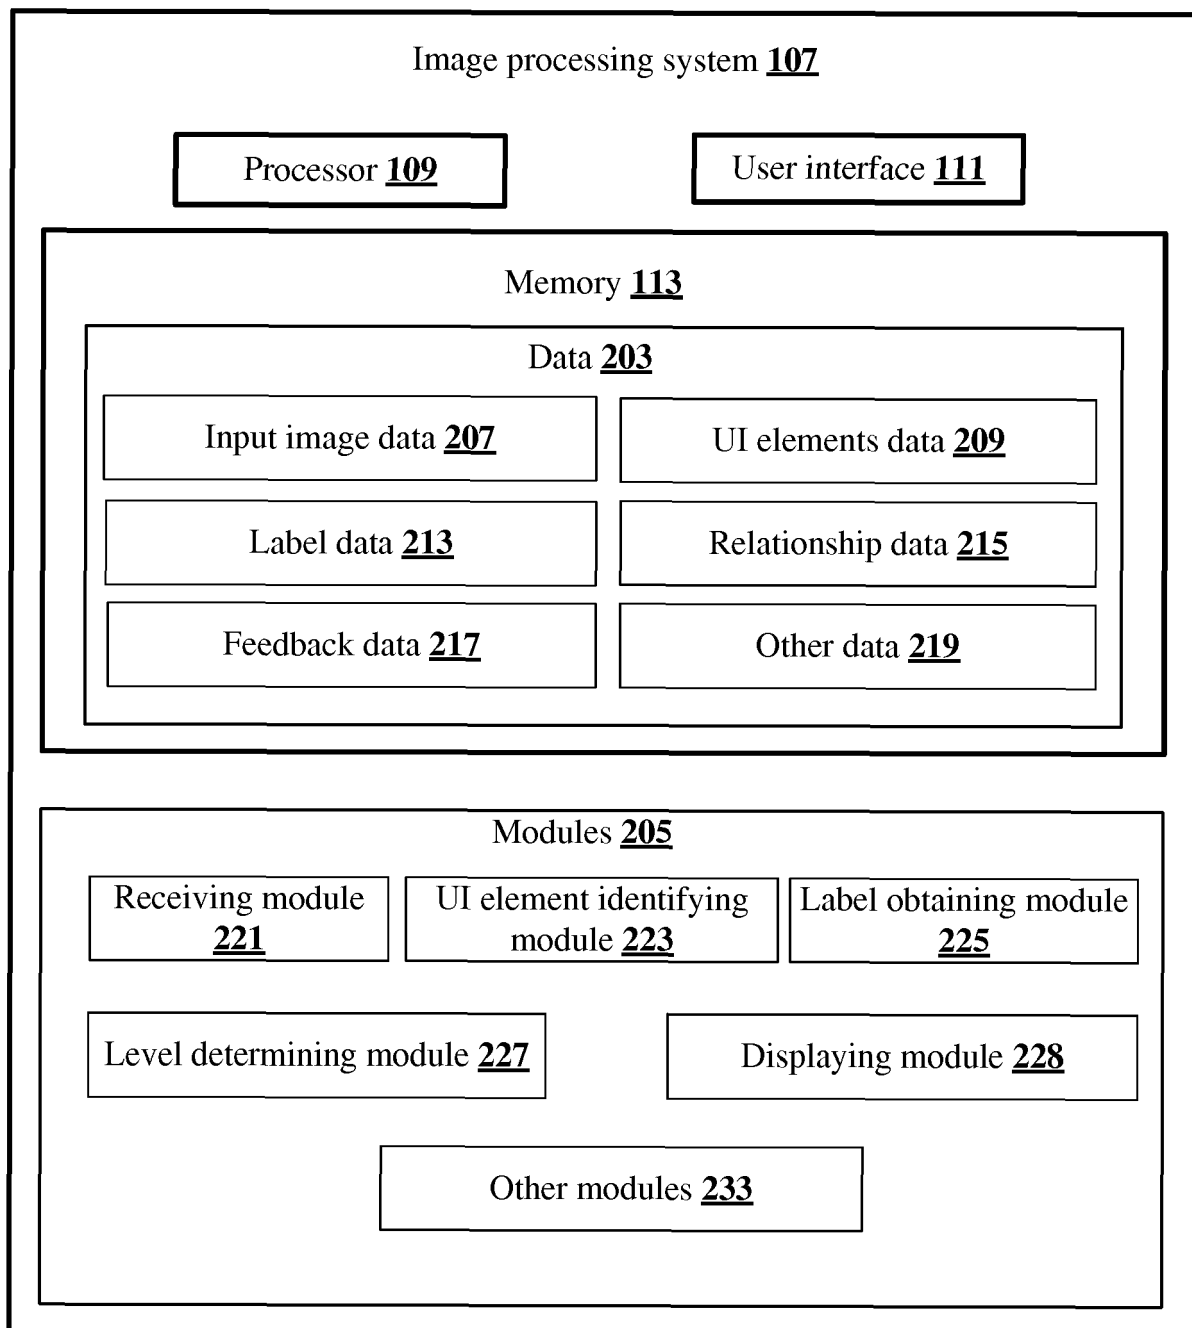 Image processing system 107
Processor 109
User interface 111
Memory 113
Data 203
Input image data 207
UI elements data 209
Label data 213
Relationship data 215
Feedback data 217
Other data 219
Modules 205
Receiving module
221
UI element identifying
module 223
Label obtaining module
225
Level determining module 227
Displaying module 228
Other modules 233